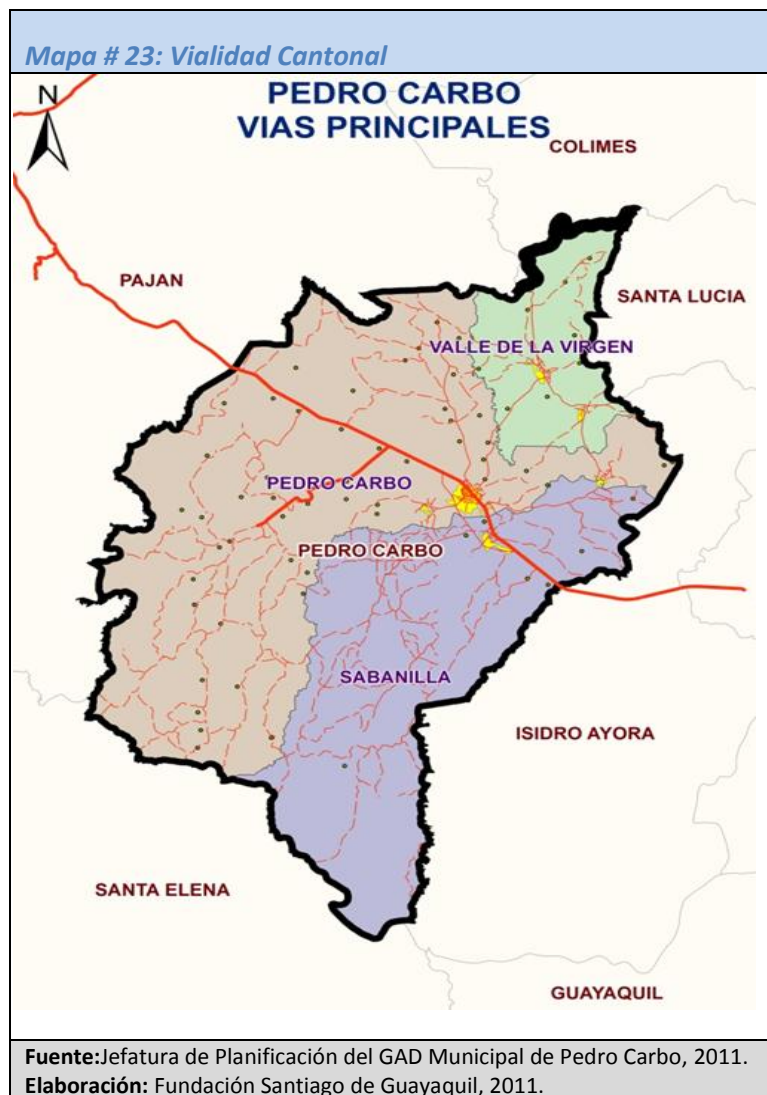 Mapa # 23: Vialidad Cantonal
N
PEDRO CARBO
VIAS PRINCIPALES
COLIMES
PAJAN
SANTA LUCIA
VALLE DE LA VIRGEN
PEDRO CARBO
PEDRO CARBO
SABANILLA
ISIDRO AYORA
SANTA ELENA
GUAYAQUIL
Fuente:Jefatura de Planificación del GAD Municipal de Pedro Carbo, 2011.
Elaboración: Fundación Santiago de Guayaquil, 2011.